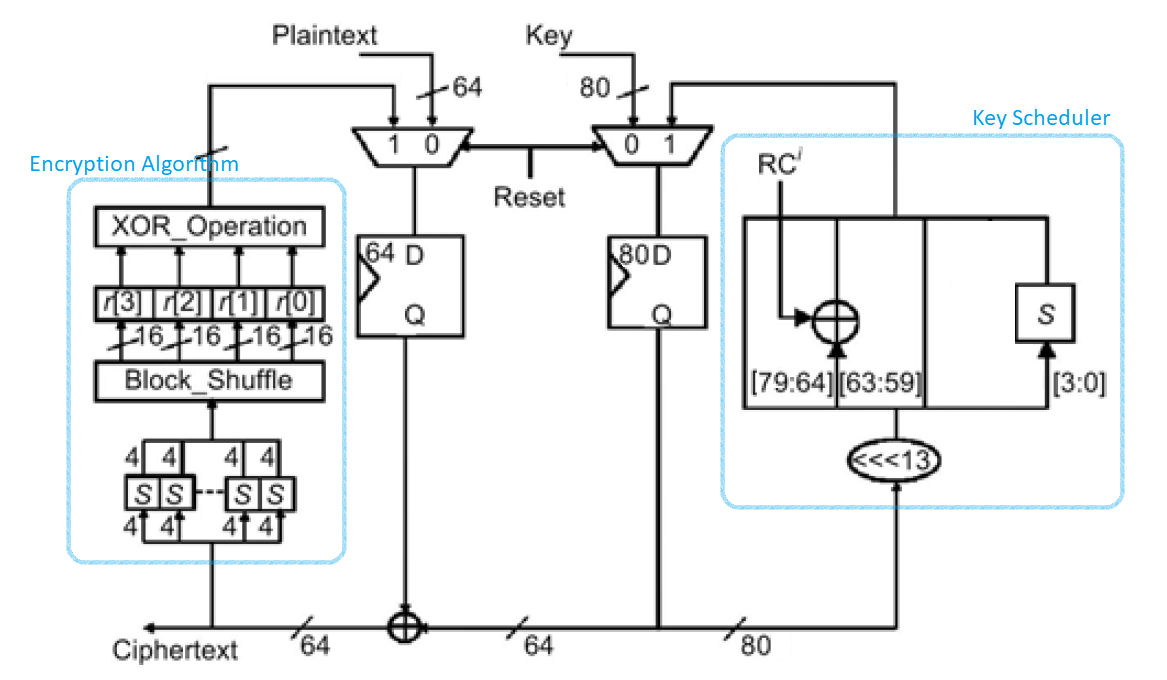 Plaintext
Key
64
80
Key Scheduler
1 0
0 1
Encryption Algorithm
RCⁱ
Reset
XOR_Operation
64 D
Q
80 D
Q
r[3] r[2] r[1] r[0]
S
16 16 16 16
Block_Shuffle
[79:64] [63:59] [3:0]
4 4 4 4
<<<13
S S S S
4 4 4 4
Ciphertext
64
64
80